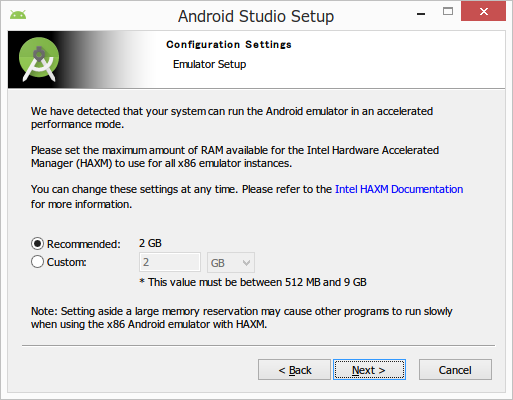 Android Studio Setup
Configuration Settings
Emulator Setup
We have detected that your system can run the Android emulator in an accelerated
performance mode.
Please set the maximum amount of RAM available for the Intel Hardware Accelerated
Manager (HAXM) to use for all x86 emulator instances.
You can change these settings at any time. Please refer to the Intel HAXM Documentation
for more information.
Recommended: 2 GB
Custom: 2 GB
* This value must be between 512 MB and 9 GB
Note: Setting aside a large memory reservation may cause other programs to run slowly
when using the x86 Android emulator with HAXM.
< Back Next > Cancel